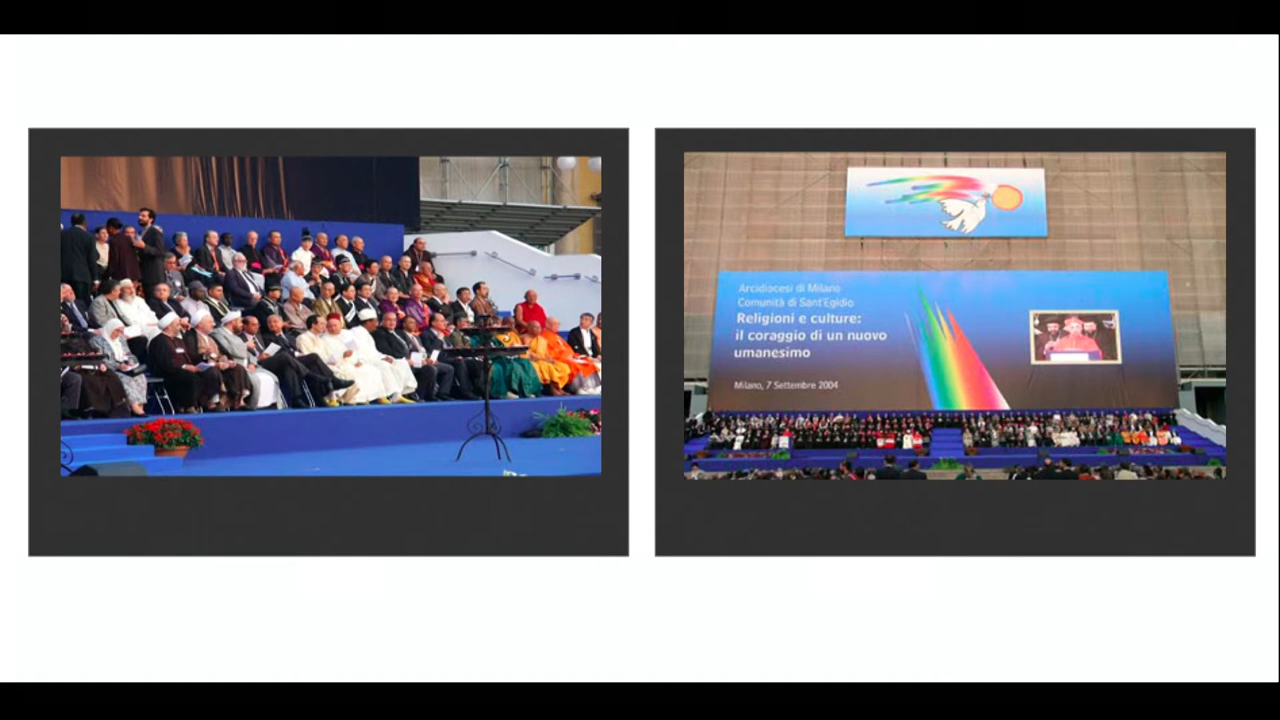 Arcidiocesi di Milano
Comunità di Sant'Egidio
Religioni e culture:
il coraggio di un nuovo
umanesimo
Milano, 7 Settembre 2004